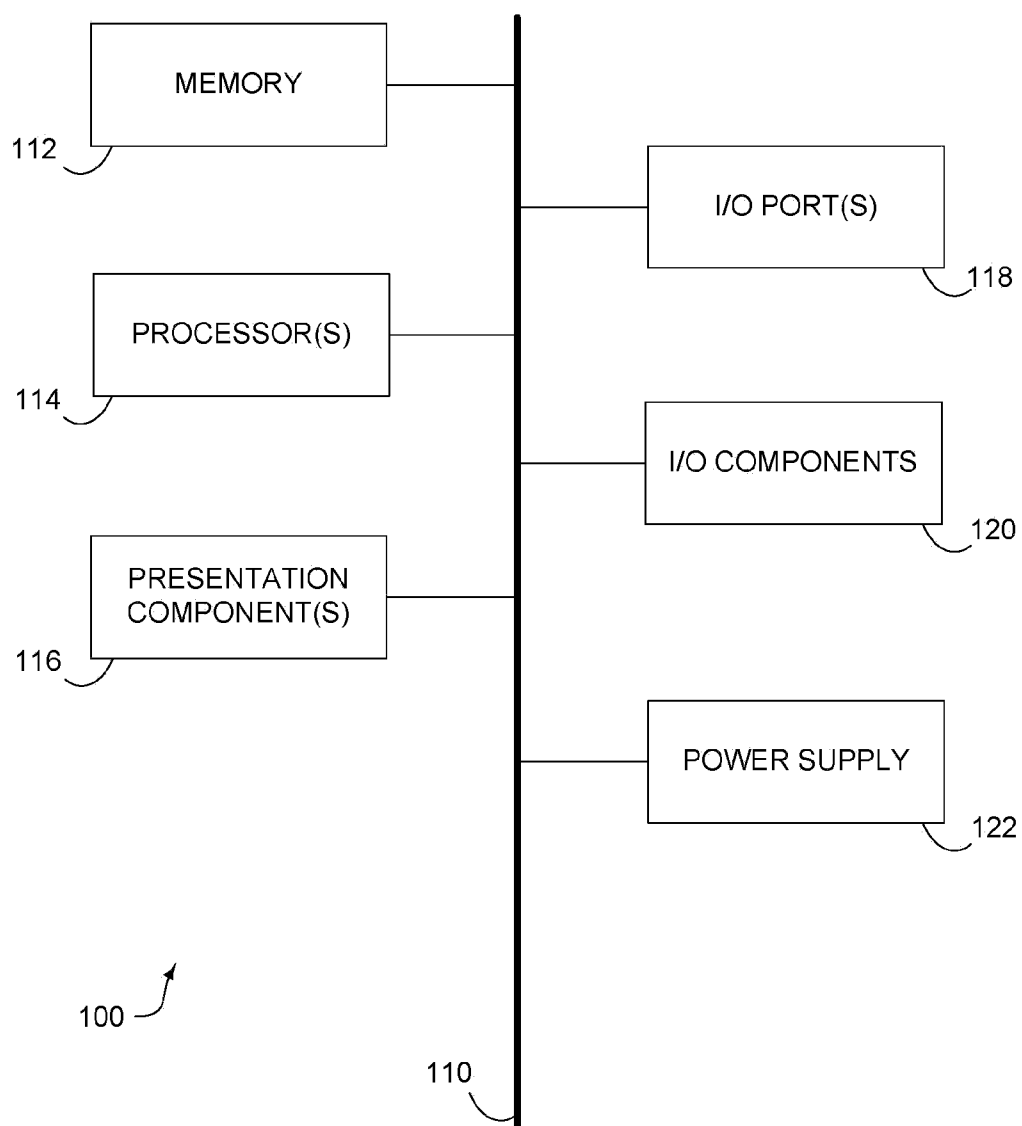 MEMORY
112
I/O PORT(S)
118
PROCESSOR(S)
114
I/O COMPONENTS
120
PRESENTATION
COMPONENT(S)
116
POWER SUPPLY
122
100
110